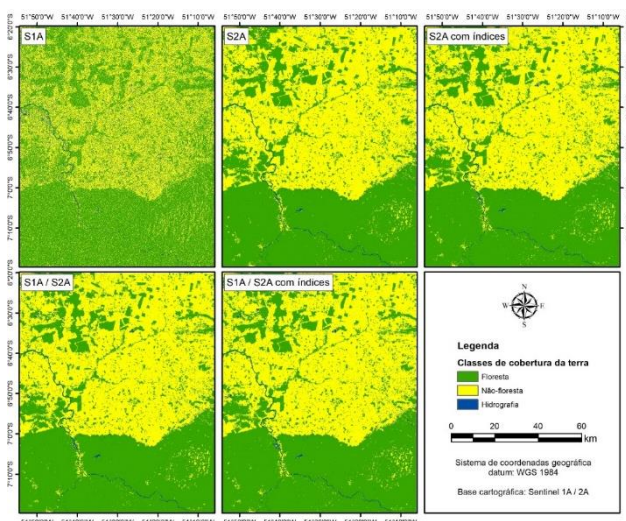 51°50'0"W 51°40'0"W 51°30'0"W 51°20'0"W 51°10'0"W 51°50'0"W 51°40'0"W 51°30'0"W 51°20'0"W 51°10'0"W 51°50'0"W 51°40'0"W 51°30'0"W 51°20'0"W 51°10'0"W
6°20'0"S
S1A
S2A
S2A com índices
6°30'0"S
6°40'0"S
6°50'0"S
7°0'0"S
7°10'0"S
6°20'0"S
S1A / S2A
S1A / S2A com índices
6°30'0"S
6°40'0"S
6°50'0"S
7°0'0"S
7°10'0"S
N
W E
S
Legenda
Classes de cobertura da terra
Floresta
Não-floresta
Hidrografia
0 20 40 60
km
Sistema de coordenadas geográfica
datum: WGS 1984
Base cartográfica: Sentinel 1A / 2A